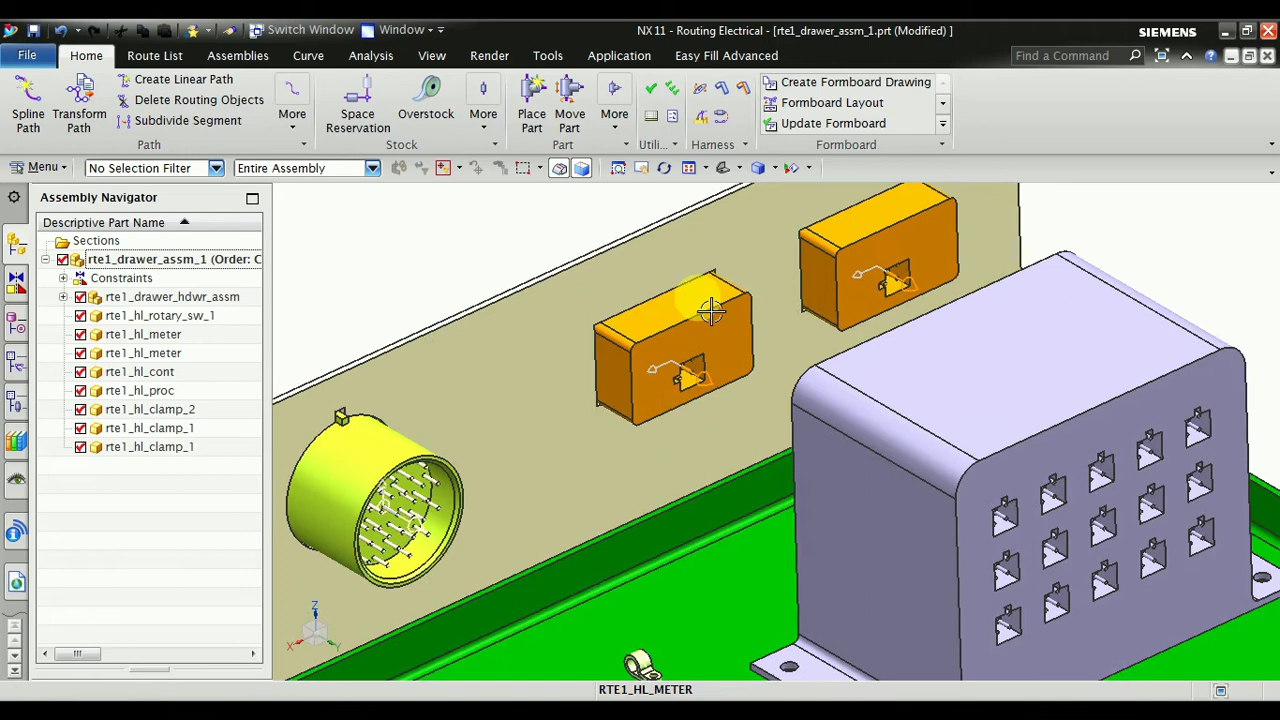 Switch Window Window NX 11 - Routing Electrical - [rte1_drawer_assm_1.prt (Modified) ] SIEMENS
File Home Route List Assemblies Curve Analysis View Render Tools Application Easy Fill Advanced Find a Command
Spline Path
Transform Path
Create Linear Path
Delete Routing Objects
Subdivide Segment
More
Path
Space Reservation
Overstock
More
Stock
Place Part
Move Part
More
Part
Utili...
Harness
Create Formboard Drawing
Formboard Layout
Update Formboard
Formboard
Menu No Selection Filter Entire Assembly
Assembly Navigator
Descriptive Part Name
Sections
rte1_drawer_assm_1 (Order: C
Constraints
rte1_drawer_hdwr_assm
rte1_hl_rotary_sw_1
rte1_hl_meter
rte1_hl_meter
rte1_hl_cont
rte1_hl_proc
rte1_hl_clamp_2
rte1_hl_clamp_1
rte1_hl_clamp_1
Z
X Y
RTE1_HL_METER